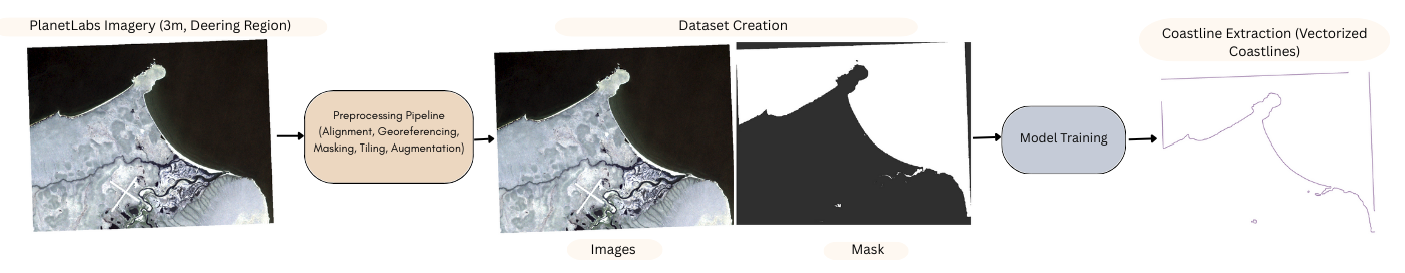 PlanetLabs Imagery (3m, Deering Region)
Preprocessing Pipeline
(Alignment, Georeferencing,
Masking, Tiling, Augmentation)
Dataset Creation
Images
Mask
Model Training
Coastline Extraction (Vectorized
Coastlines)